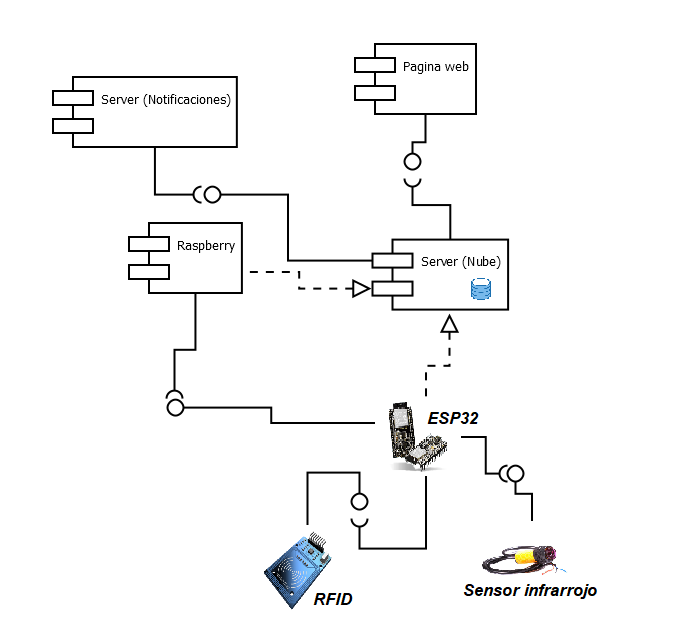 Pagina web
Server (Notificaciones)
Raspberry
Server (Nube)
ESP32
RFID
Sensor infrarrojo